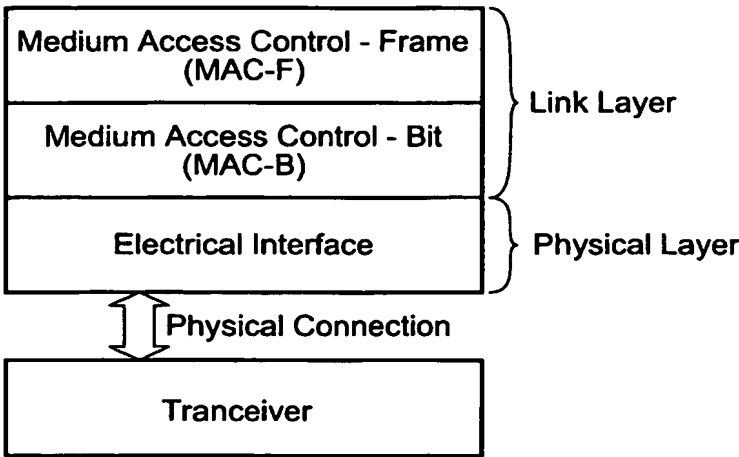 Medium Access Control - Frame
(MAC-F)
Link Layer
Medium Access Control - Bit
(MAC-B)
Electrical Interface
Physical Layer
Physical Connection
Tranceiver